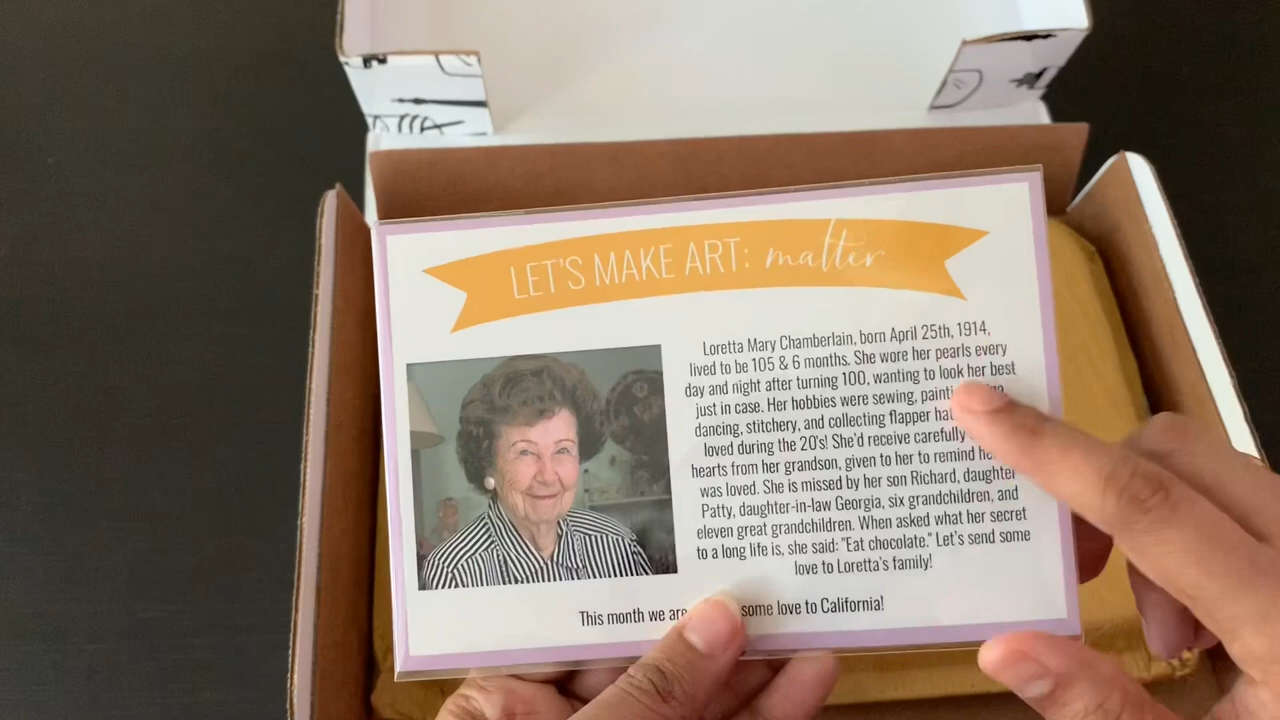 LET'S MAKE ART: matter
Loretta Mary Chamberlain, born April 25th, 1914,
lived to be 105 & 6 months. She wore her pearls every
day and night after turning 100, wanting to look her best
just in case. Her hobbies were sewing,
dancing, stitchery, and collecting flapper
loved during the 20's! She'd receive carefully
hearts from her grandson, given to her to remind
was loved. She is missed by her son Richard, daughter
Patty, daughter-in-law Georgia, six grandchildren, and
eleven great grandchildren. When asked what her secret
to a long life is, she said: "Eat chocolate." Let's send some
love to Loretta's family!
This month we are some love to California!